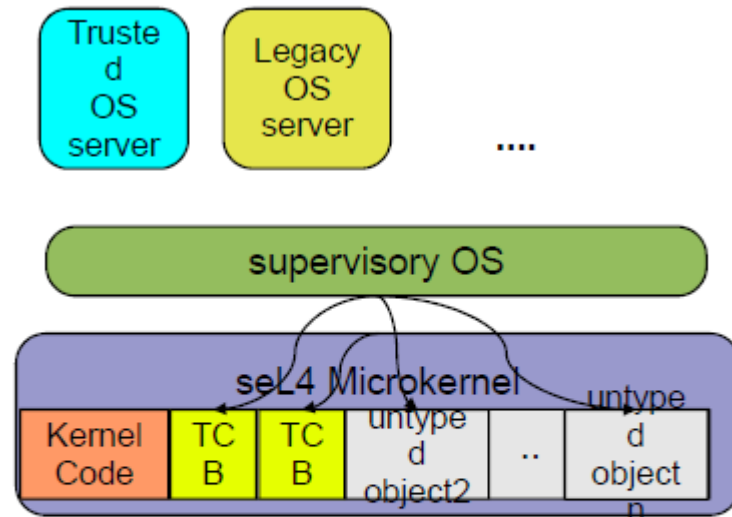 Truste
d
OS
server
Legacy
OS
server
....
supervisory OS
seL4 Microkernel
Kernel
Code
TC
B
TC
B
untype
d
object2
..
untype
d
object
n